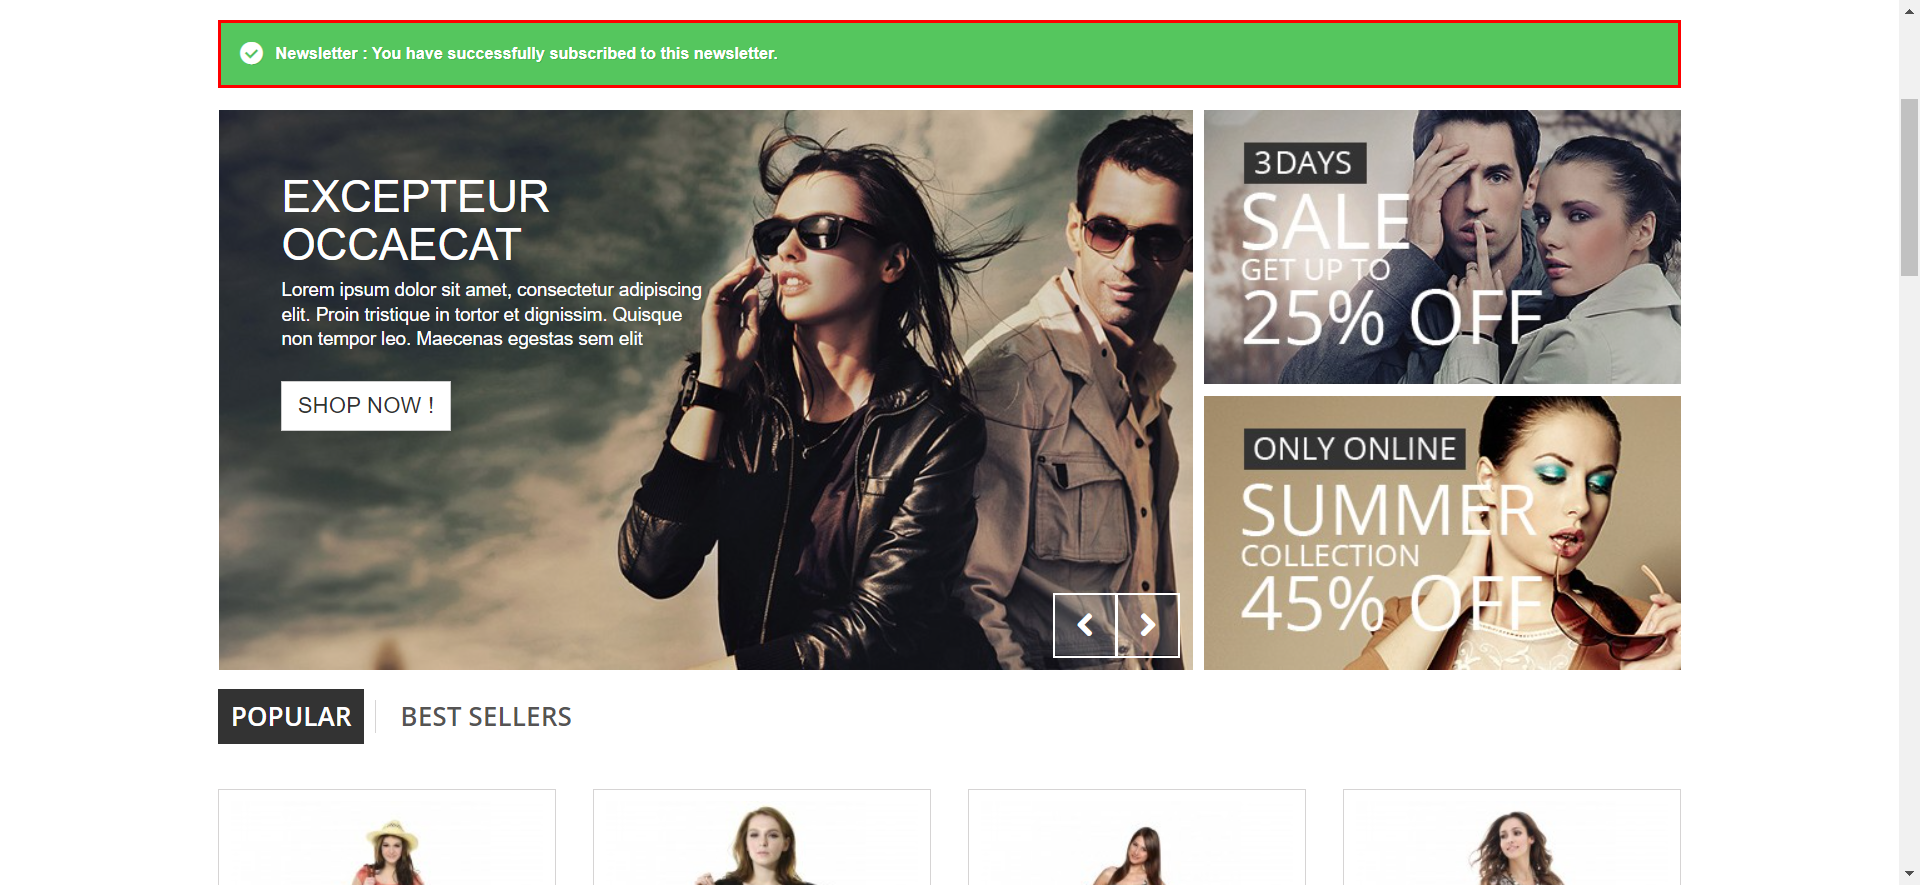 Newsletter : You have successfully subscribed to this newsletter.
EXCEPTEUR
OCCAECAT
Lorem ipsum dolor sit amet, consectetur adipiscing
elit. Proin tristique in tortor et dignissim. Quisque
non tempor leo. Maecenas egestas sem elit
SHOP NOW !
3 DAYS
SALE
GET UP TO
25% OFF
ONLY ONLINE
SUMMER
COLLECTION
45% OFF
POPULAR
BEST SELLERS